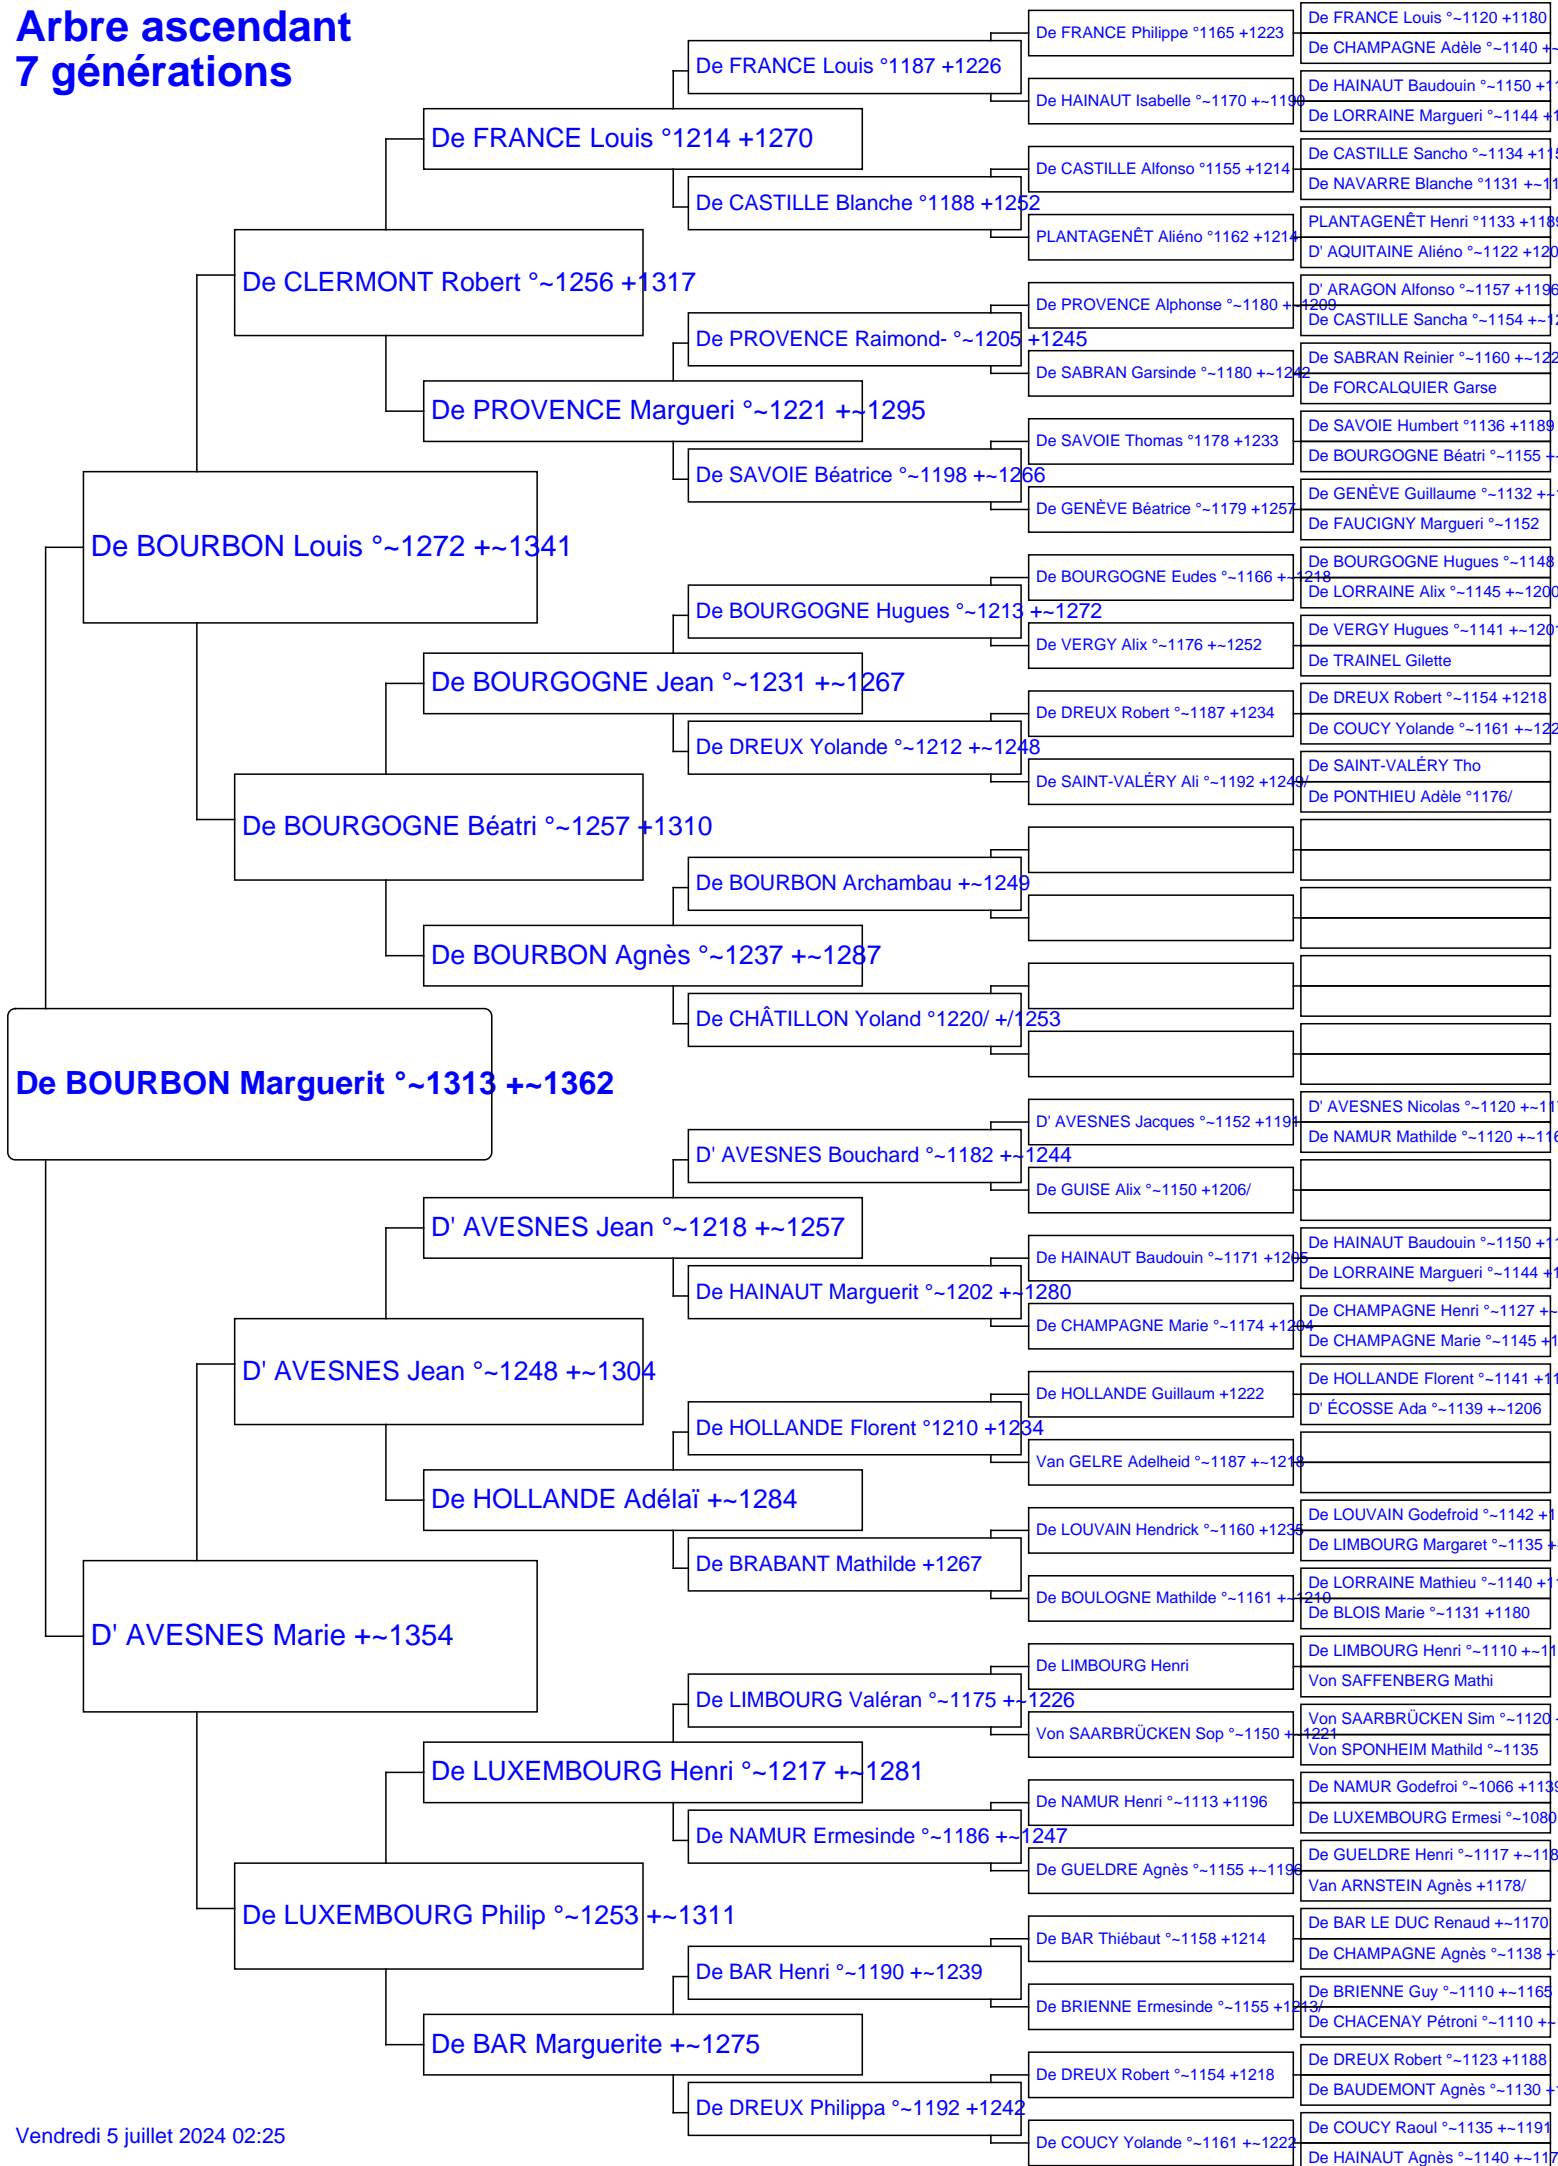 Arbre ascendant
7 générations
De BOURBON Marguerit °~1313 +~1362
De BOURBON Louis °~1272 +~1341
D' AVESNES Marie +~1354
De CLERMONT Robert °~1256 +1317
De BOURGOGNE Béatri °~1257 +1310
D' AVESNES Jean °~1248 +~1304
De LUXEMBOURG Philip °~1253 +~1311
De FRANCE Louis °1214 +1270
De PROVENCE Margueri °~1221 +~1295
De BOURGOGNE Jean °~1231 +~1267
De BOURBON Agnès °~1237 +~1287
D' AVESNES Jean °~1218 +~1257
De HOLLANDE Adélaï +~1284
De LUXEMBOURG Henri °~1217 +~1281
De BAR Marguerite +~1275
De FRANCE Louis °1187 +1226
De CASTILLE Blanche °1188 +1252
De PROVENCE Raimond- °~1205 +1245
De SAVOIE Béatrice °~1198 +~1266
De BOURGOGNE Hugues °~1213 +~1272
De DREUX Yolande °~1212 +~1248
De BOURBON Archambau +~1249
De CHÂTILLON Yoland °1220/ +/1253
D' AVESNES Bouchard °~1182 +~1244
De HAINAUT Marguerit °~1202 +~1280
De HOLLANDE Florent °1210 +1234
De BRABANT Mathilde +1267
De LIMBOURG Valéran °~1175 +~1226
De NAMUR Ermesinde °~1186 +~1247
De BAR Henri °~1190 +~1239
De DREUX Philippa °~1192 +1242
De FRANCE Philippe °1165 +1223
De HAINAUT Isabelle °~1170 +~1190
De CASTILLE Alfonso °1155 +1214
PLANTAGENÊT Aliéno °1162 +1214
De PROVENCE Alphonse °~1180 +~1209
De SABRAN Garsinde °~1180 +~1242
De SAVOIE Thomas °1178 +1233
De GENÈVE Béatrice °~1179 +1257
De BOURGOGNE Eudes °~1166 +~1218
De VERGY Alix °~1176 +~1252
De DREUX Robert °~1187 +1234
De SAINT-VALÉRY Ali °~1192 +1249/
D' AVESNES Jacques °~1152 +1191
De GUISE Alix °~1150 +1206/
De HAINAUT Baudouin °~1171 +1205
De CHAMPAGNE Marie °~1174 +1204
De HOLLANDE Guillaum +1222
Van GELRE Adelheid °~1187 +~1218
De LOUVAIN Hendrick °~1160 +1235
De BOULOGNE Mathilde °~1161 +~1210
De LIMBOURG Henri
Von SAARBRÜCKEN Sop °~1150 +~1221
De NAMUR Henri °~1113 +1196
De GUELDRE Agnès °~1155 +~1196
De BAR Thiébaut °~1158 +1214
De BRIENNE Ermesinde °~1155 +1213/
De DREUX Robert °~1154 +1218
De COUCY Yolande °~1161 +~1222
De FRANCE Louis °~1120 +1180
De CHAMPAGNE Adèle °~1140 +~
De HAINAUT Baudouin °~1150 +1
De LORRAINE Margueri °~1144 +1
De CASTILLE Sancho °~1134 +115
De NAVARRE Blanche °1131 +~11
PLANTAGENÊT Henri °1133 +1189
D' AQUITAINE Aliéno °~1122 +120
D' ARAGON Alfonso °~1157 +1196
De CASTILLE Sancha °~1154 +~12
De SABRAN Reinier °~1160 +~122
De FORCALQUIER Garse
De SAVOIE Humbert °1136 +1189
De BOURGOGNE Béatri °~1155 +~
De GENÈVE Guillaume °~1132 +~
De FAUCIGNY Margueri °~1152
De BOURGOGNE Hugues °~1148
De LORRAINE Alix °~1145 +~1200
De VERGY Hugues °~1141 +~1201
De TRAINEL Gilette
De DREUX Robert °~1154 +1218
De COUCY Yolande °~1161 +~122
De SAINT-VALÉRY Tho
De PONTHIEU Adèle °1176/
D' AVESNES Nicolas °~1120 +~11
De NAMUR Mathilde °~1120 +~116
De HAINAUT Baudouin °~1150 +1
De LORRAINE Margueri °~1144 +1
De CHAMPAGNE Henri °~1127 +~
De CHAMPAGNE Marie °~1145 +1
De HOLLANDE Florent °~1141 +11
D' ÉCOSSE Ada °~1139 +~1206
De LOUVAIN Godefroid °~1142 +1
De LIMBOURG Margaret °~1135 +
De LORRAINE Mathieu °~1140 +1
De BLOIS Marie °~1131 +1180
De LIMBOURG Henri °~1110 +~11
Von SAFFENBERG Mathi
Von SAARBRÜCKEN Sim °~1120 +
Von SPONHEIM Mathild °~1135
De NAMUR Godefroi °~1066 +1139
De LUXEMBOURG Ermesi °~1080
De GUELDRE Henri °~1117 +~118
Van ARNSTEIN Agnès +1178/
De BAR LE DUC Renaud +~1170
De CHAMPAGNE Agnès °~1138 +
De BRIENNE Guy °~1110 +~1165
De CHACENAY Pétroni °~1110 +~
De DREUX Robert °~1123 +1188
De BAUDEMONT Agnès °~1130 +
De COUCY Raoul °~1135 +1191
De HAINAUT Agnès °~1140 +~117
Vendredi 5 juillet 2024 02:25